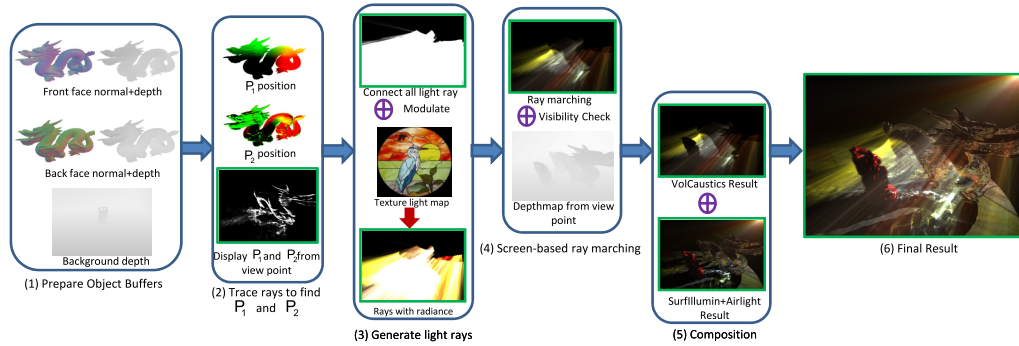 Front face normal+depth
Back face normal+depth
Background depth
(1) Prepare Object Buffers
P1 position
P2 position
Display P1 and P2 from
view point
(2) Trace rays to find
P1 and P2
Connect all light ray
Modulate
Texture light map
Rays with radiance
(3) Generate light rays
Ray marching
Visibility Check
Depthmap from view
point
(4) Screen-based ray marching
VolCaustics Result
SurfIllumin+Airlight
Result
(5) Composition
(6) Final Result